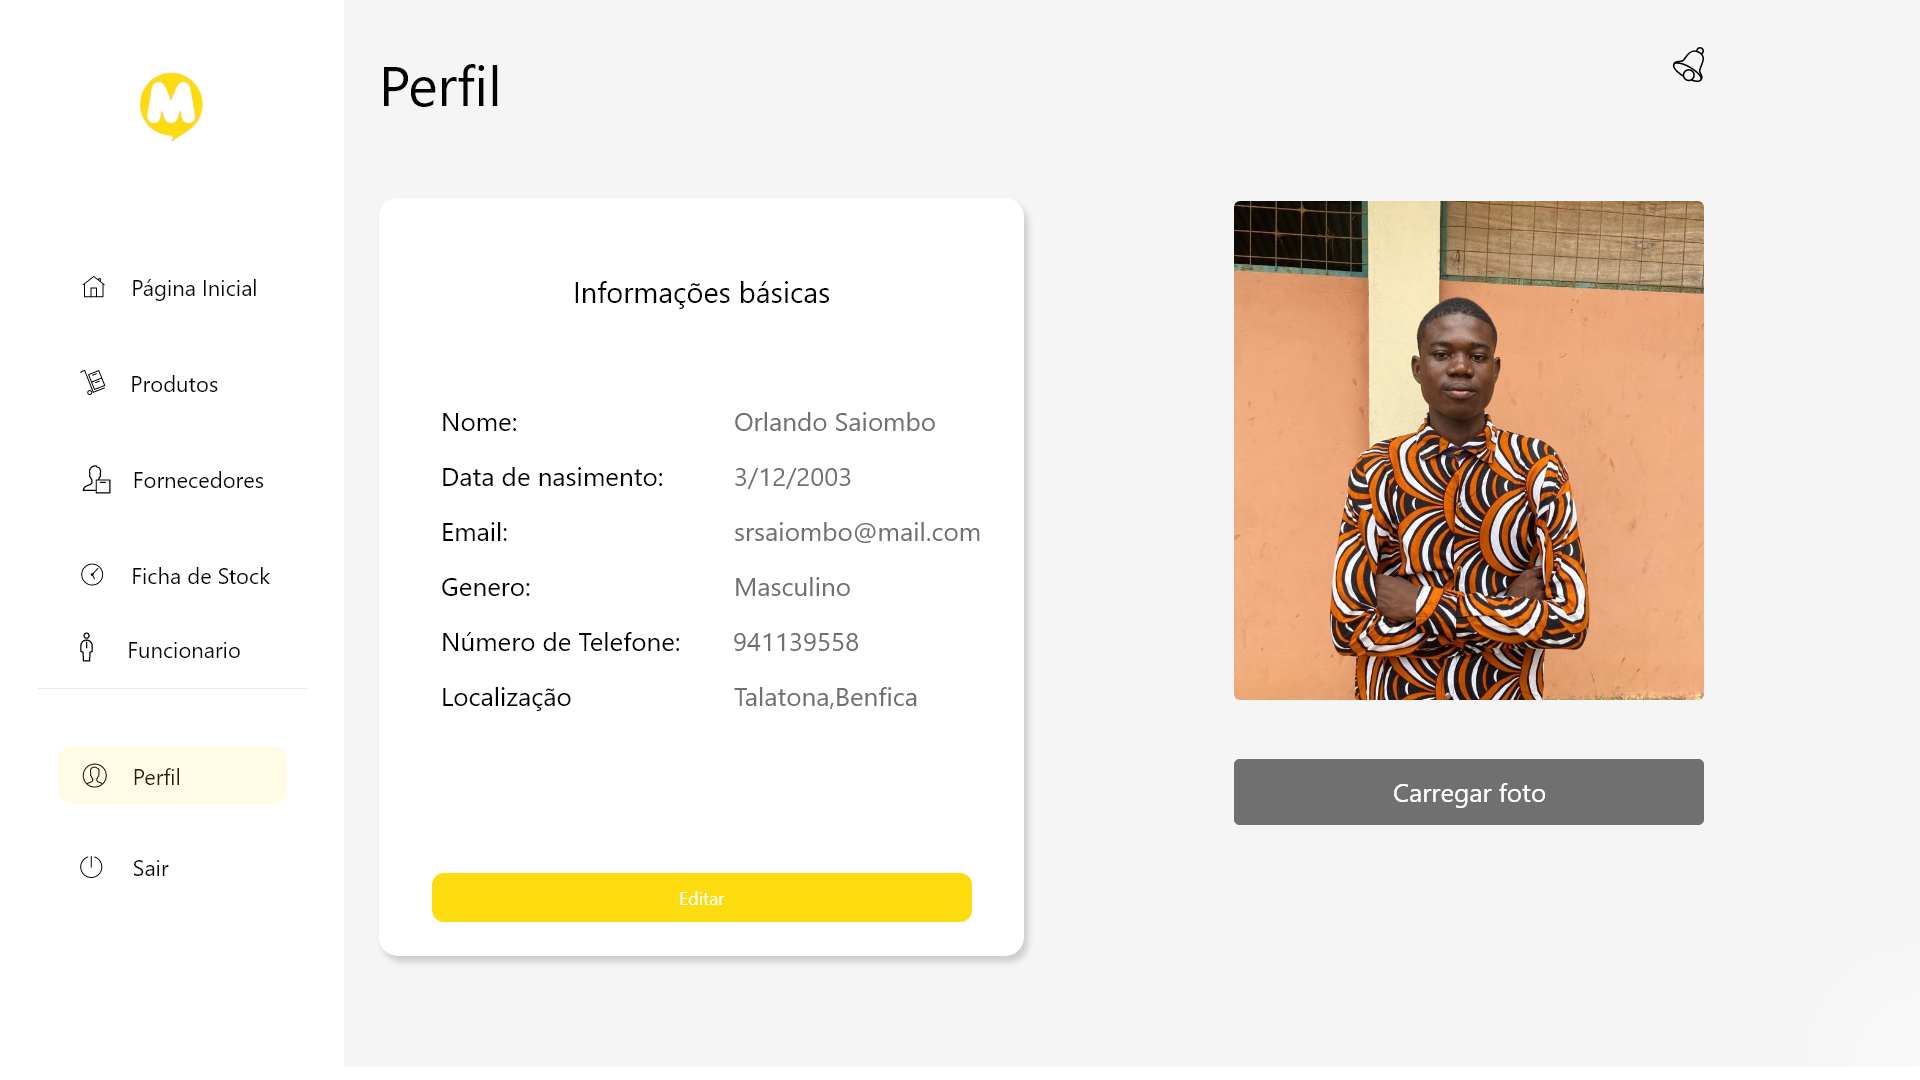 M
Perfil
Página Inicial
Produtos
Fornecedores
Ficha de Stock
Funcionario
Perfil
Sair
Informações básicas
Nome: Orlando Saiombo
Data de nasimento: 3/12/2003
Email: srsaiombo@mail.com
Genero: Masculino
Número de Telefone: 941139558
Localização Talatona,Benfica
Editar
Carregar foto